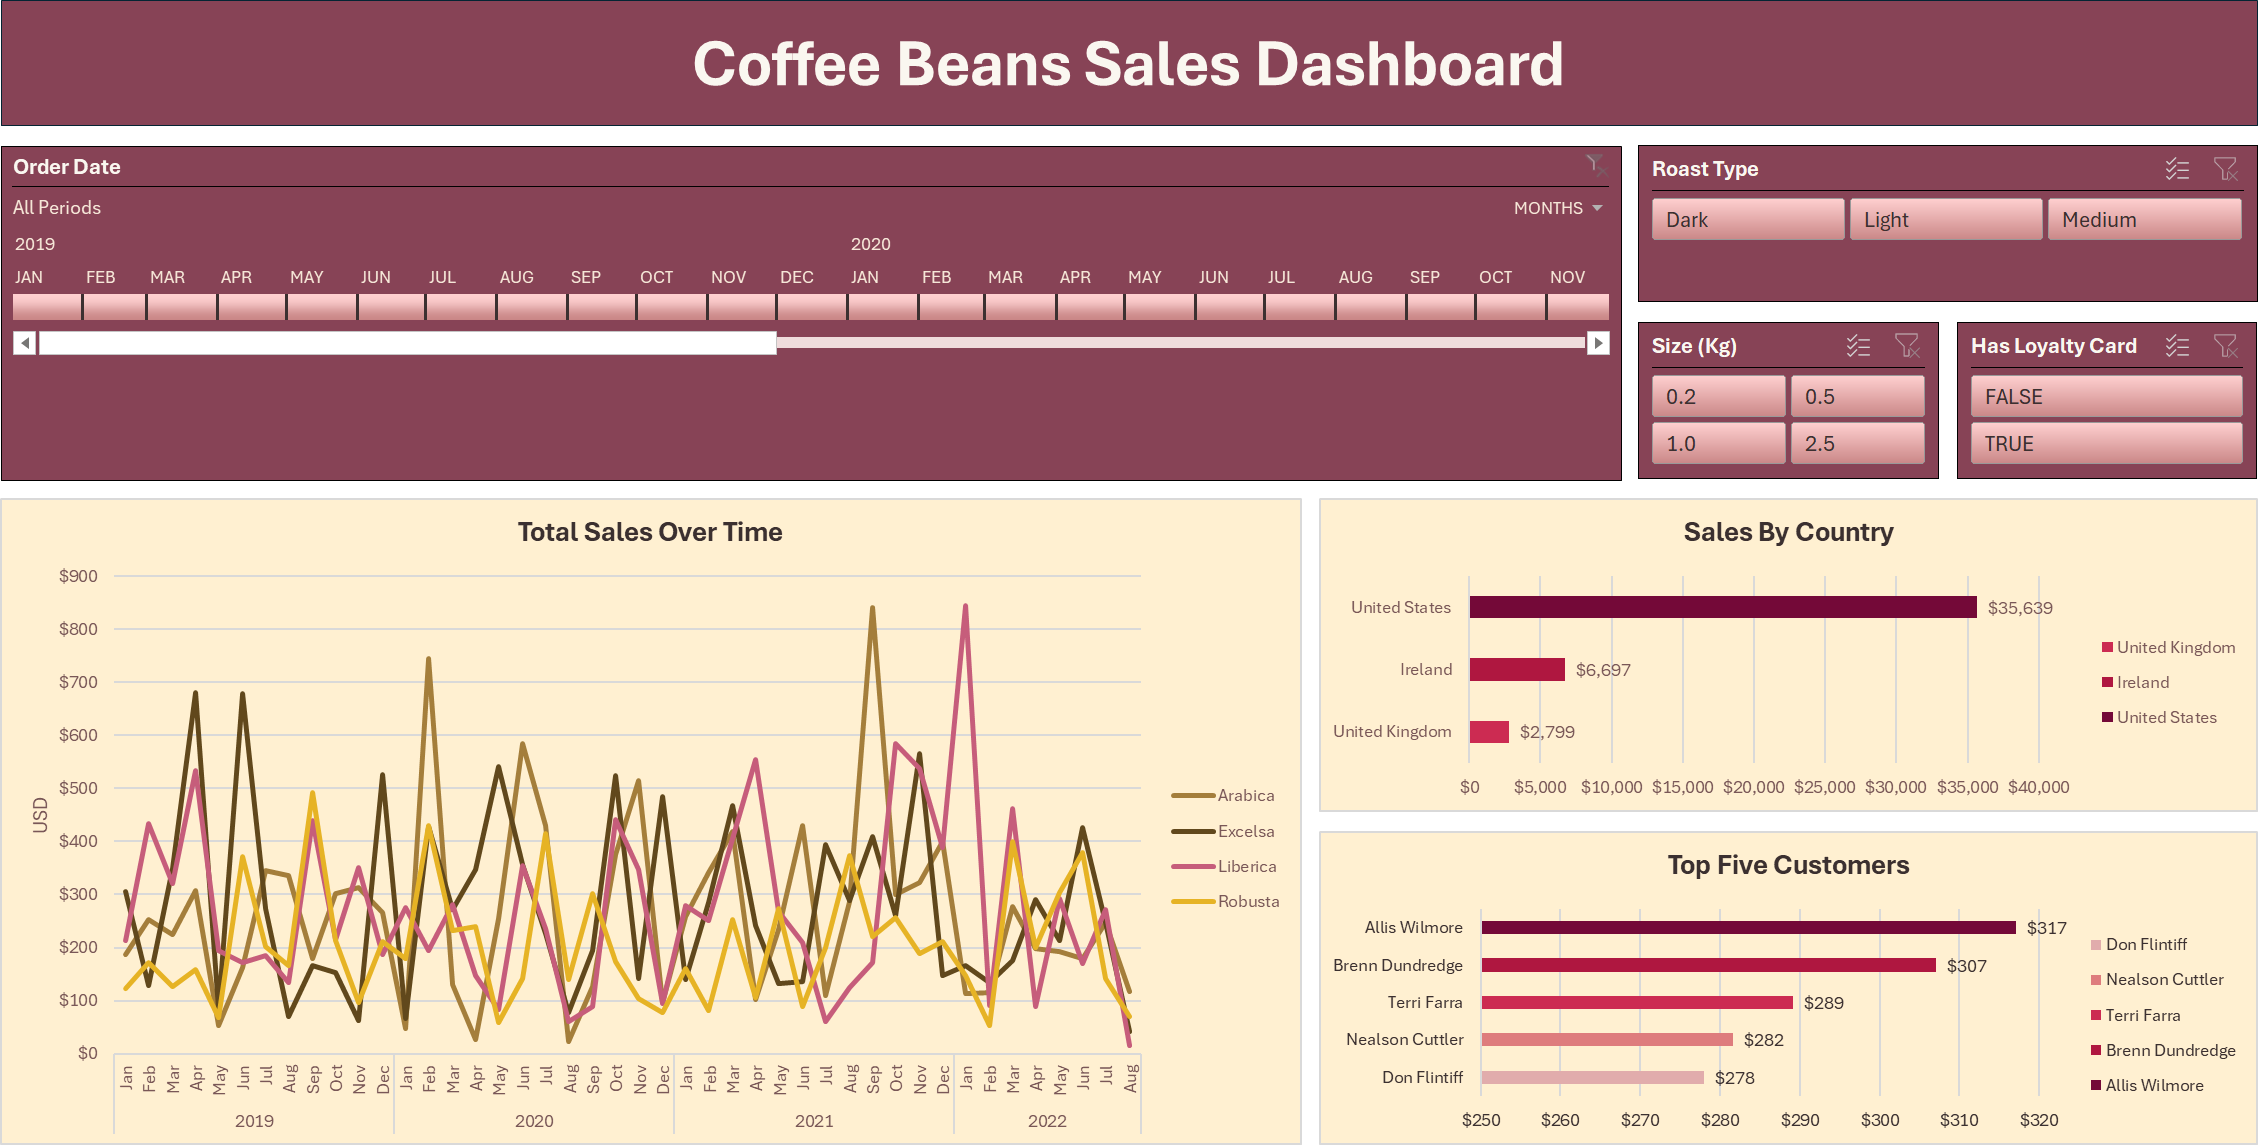 Coffee Beans Sales Dashboard
Order Date
All Periods
MONTHS
2019 2020
JAN FEB MAR APR MAY JUN JUL AUG SEP OCT NOV DEC JAN FEB MAR APR MAY JUN JUL AUG SEP OCT NOV
Roast Type
Dark Light Medium
Size (Kg)
0.2 0.5
1.0 2.5
Has Loyalty Card
FALSE
TRUE
Total Sales Over Time
$900
$800
$700
$600
$500
$400
$300
$200
$100
$0
USD
Jan Feb Mar Apr May Jun Jul Aug Sep Oct Nov Dec Jan Feb Mar Apr May Jun Jul Aug Sep Oct Nov Dec Jan Feb Mar Apr May Jun Jul Aug Sep Oct Nov Dec Jan Feb Mar Apr May Jun Jul Aug
2019 2020 2021 2022
Arabica
Excelsa
Liberica
Robusta
Sales By Country
United States $35,639
Ireland $6,697
United Kingdom $2,799
$0 $5,000 $10,000 $15,000 $20,000 $25,000 $30,000 $35,000 $40,000
United Kingdom
Ireland
United States
Top Five Customers
Allis Wilmore $317
Brenn Dundredge $307
Terri Farra $289
Nealson Cuttler $282
Don Flintiff $278
$250 $260 $270 $280 $290 $300 $310 $320
Don Flintiff
Nealson Cuttler
Terri Farra
Brenn Dundredge
Allis Wilmore